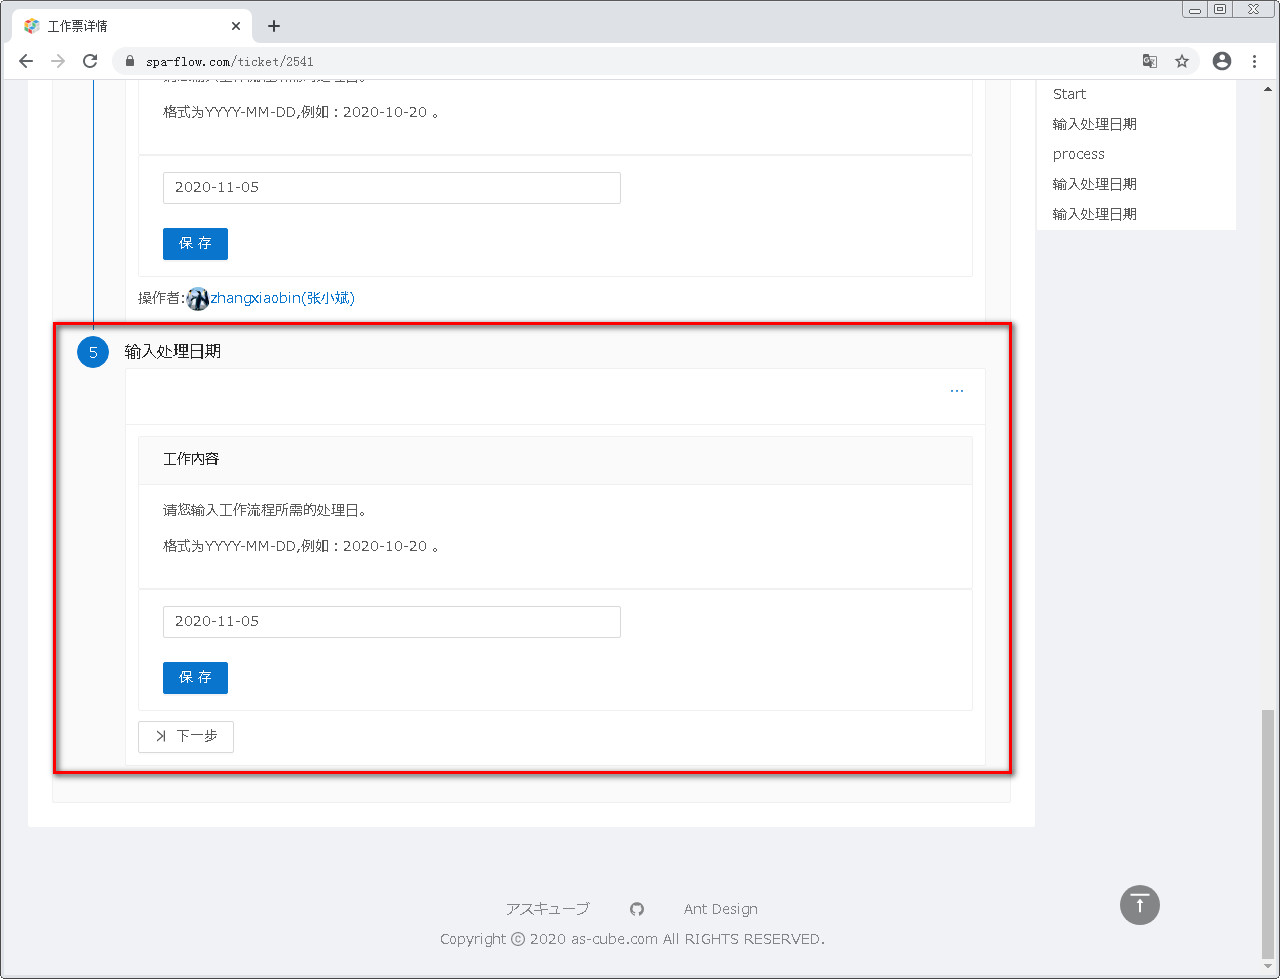 工作票详情
spa-flow.com/ticket/2541
格式为YYYY-MM-DD,例如：2020-10-20 。
2020-11-05
保 存
操作者:zhangxiaobin(张小斌)
5
输入处理日期
...
工作内容
请您输入工作流程所需的处理日。
格式为YYYY-MM-DD,例如：2020-10-20 。
2020-11-05
保 存
下一步
Start
输入处理日期
process
输入处理日期
输入处理日期
アスキューブ Ant Design
Copyright © 2020 as-cube.com All RIGHTS RESERVED.